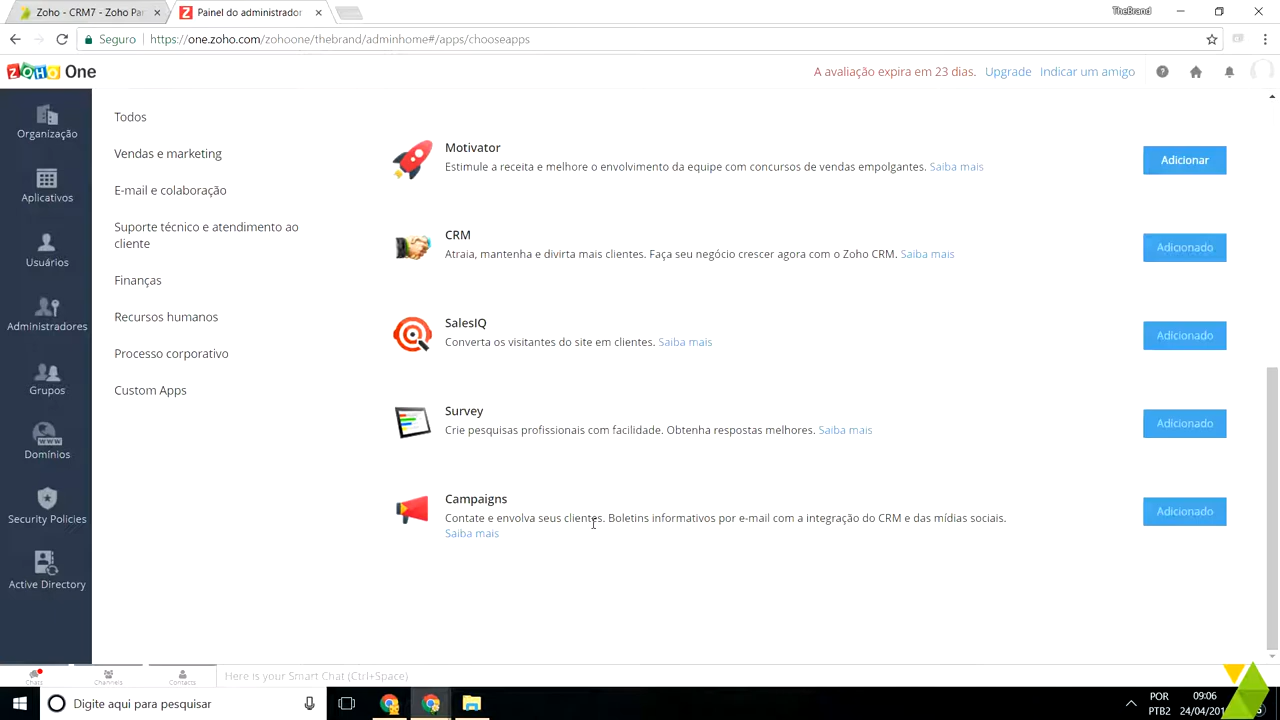 Zoho - CRM7 - Zoho Pa
Painel do administrador
TheBrand
Seguro
https://one.zoho.com/zohoone/thebrand/adminhome#/apps/chooseapps
ZOHO One
A avaliação expira em 23 dias. Upgrade Indicar um amigo
Organização
Aplicativos
Usuários
Administradores
Grupos
Domínios
Security Policies
Active Directory
Todos
Vendas e marketing
E-mail e colaboração
Suporte técnico e atendimento ao
cliente
Finanças
Recursos humanos
Processo corporativo
Custom Apps
Motivator
Estimule a receita e melhore o envolvimento da equipe com concursos de vendas empolgantes. Saiba mais
Adicionar
CRM
Atraia, mantenha e divirta mais clientes. Faça seu negócio crescer agora com o Zoho CRM. Saiba mais
Adicionado
SalesIQ
Converta os visitantes do site em clientes. Saiba mais
Adicionado
Survey
Crie pesquisas profissionais com facilidade. Obtenha respostas melhores. Saiba mais
Adicionado
Campaigns
Contate e envolva seus clientes. Boletins informativos por e-mail com a integração do CRM e das mídias sociais.
Saiba mais
Adicionado
Chats
Channels
Contacts
Here is your Smart Chat (Ctrl+Space)
Digite aqui para pesquisar
POR
PTB2
09:06
24/04/201